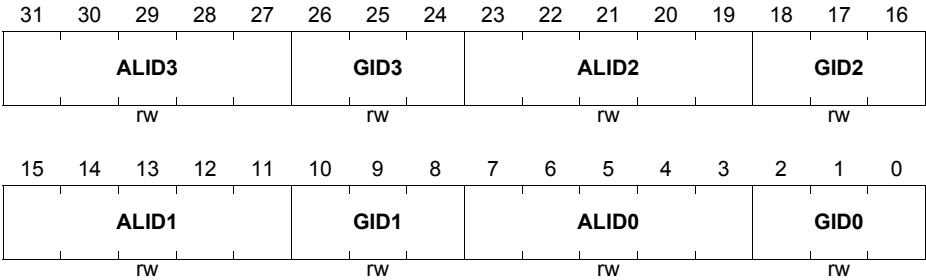 31 30 29 28 27 26 25 24 23 22 21 20 19 18 17 16
ALID3 GID3 ALID2 GID2
rw rw rw rw
15 14 13 12 11 10 9 8 7 6 5 4 3 2 1 0
ALID1 GID1 ALID0 GID0
rw rw rw rw